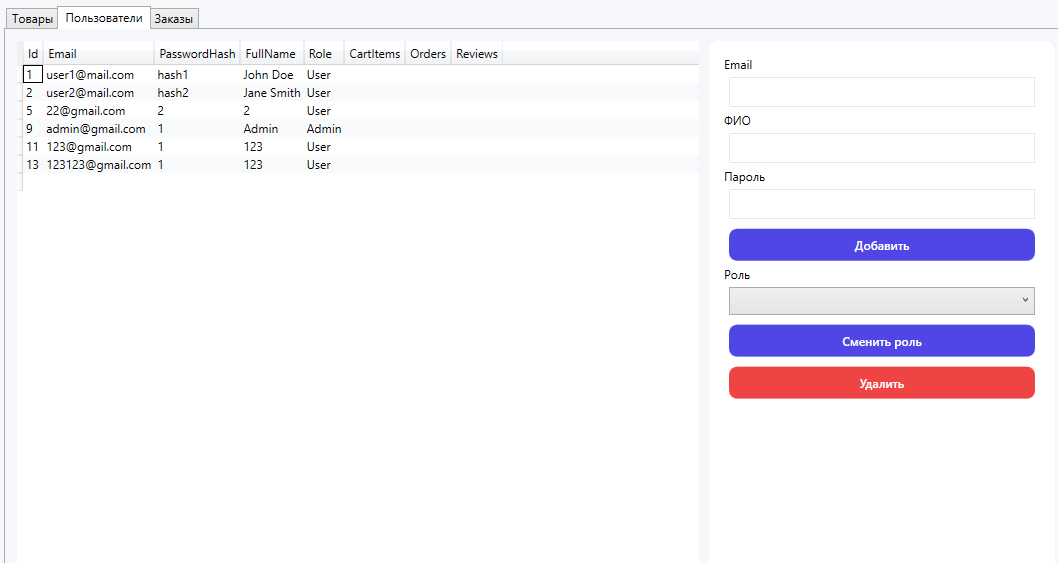 Товары Пользователи Заказы
Id Email PasswordHash FullName Role CartItems Orders Reviews
1 user1@mail.com hash1 John Doe User
2 user2@mail.com hash2 Jane Smith User
5 22@gmail.com 2 2 User
9 admin@gmail.com 1 Admin Admin
11 123@gmail.com 1 123 User
13 123123@gmail.com 1 123 User
Email
ФИО
Пароль
Добавить
Роль
Сменить роль
Удалить